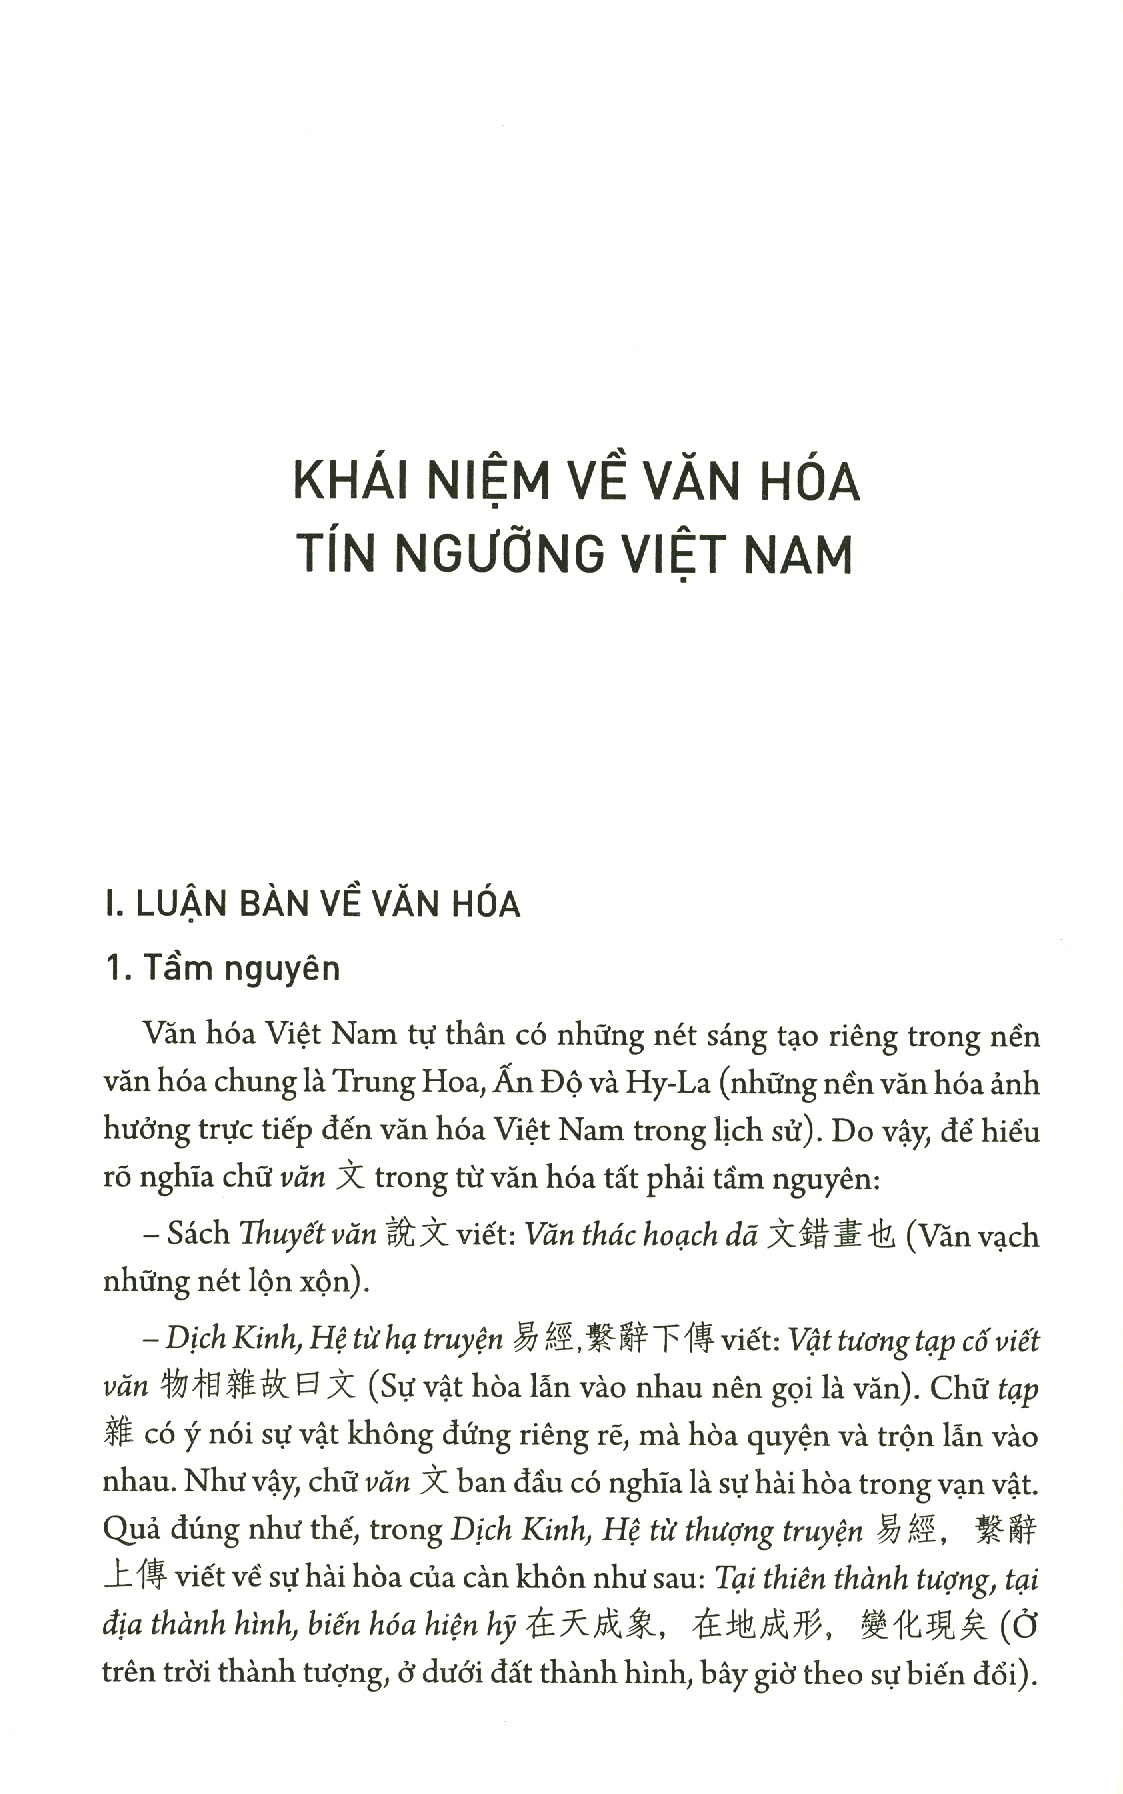 KHÁI NIỆM VỀ VĂN HÓA
TÍN NGƯỠNG VIỆT NAM
I. LUẬN BÀN VỀ VĂN HÓA
1. Tầm nguyên
Văn hóa Việt Nam tự thân có những nét sáng tạo riêng trong nền
văn hóa chung là Trung Hoa, Ấn Độ và Hy-La (những nền văn hóa ảnh
hưởng trực tiếp đến văn hóa Việt Nam trong lịch sử). Do vậy, để hiểu
rõ nghĩa chữ văn 文 trong từ văn hóa tất phải tầm nguyên:
– Sách Thuyết văn 說文 viết: Văn thác hoạch dã 文錯畫也 (Văn vạch
những nét lộn xộn).
– Dịch Kinh, Hệ từ hạ truyện 易經,繫辭下傳 viết: Vật tương tạp cố viết
văn 物相雜故曰文 (Sự vật hòa lẫn vào nhau nên gọi là văn). Chữ tạp
雜 có ý nói sự vật không đứng riêng rẽ, mà hòa quyện và trộn lẫn vào
nhau. Như vậy, chữ văn 文 ban đầu có nghĩa là sự hài hòa trong vạn vật.
Quả đúng như thế, trong Dịch Kinh, Hệ từ thượng truyện 易經，繫辭
上傳 viết về sự hài hòa của càn khôn như sau: Tại thiên thành tượng, tại
địa thành hình, biến hóa hiện hỹ 在天成象，在地成形，變化現矣 (Ở
trên trời thành tượng, ở dưới đất thành hình, bây giờ theo sự biến đổi).